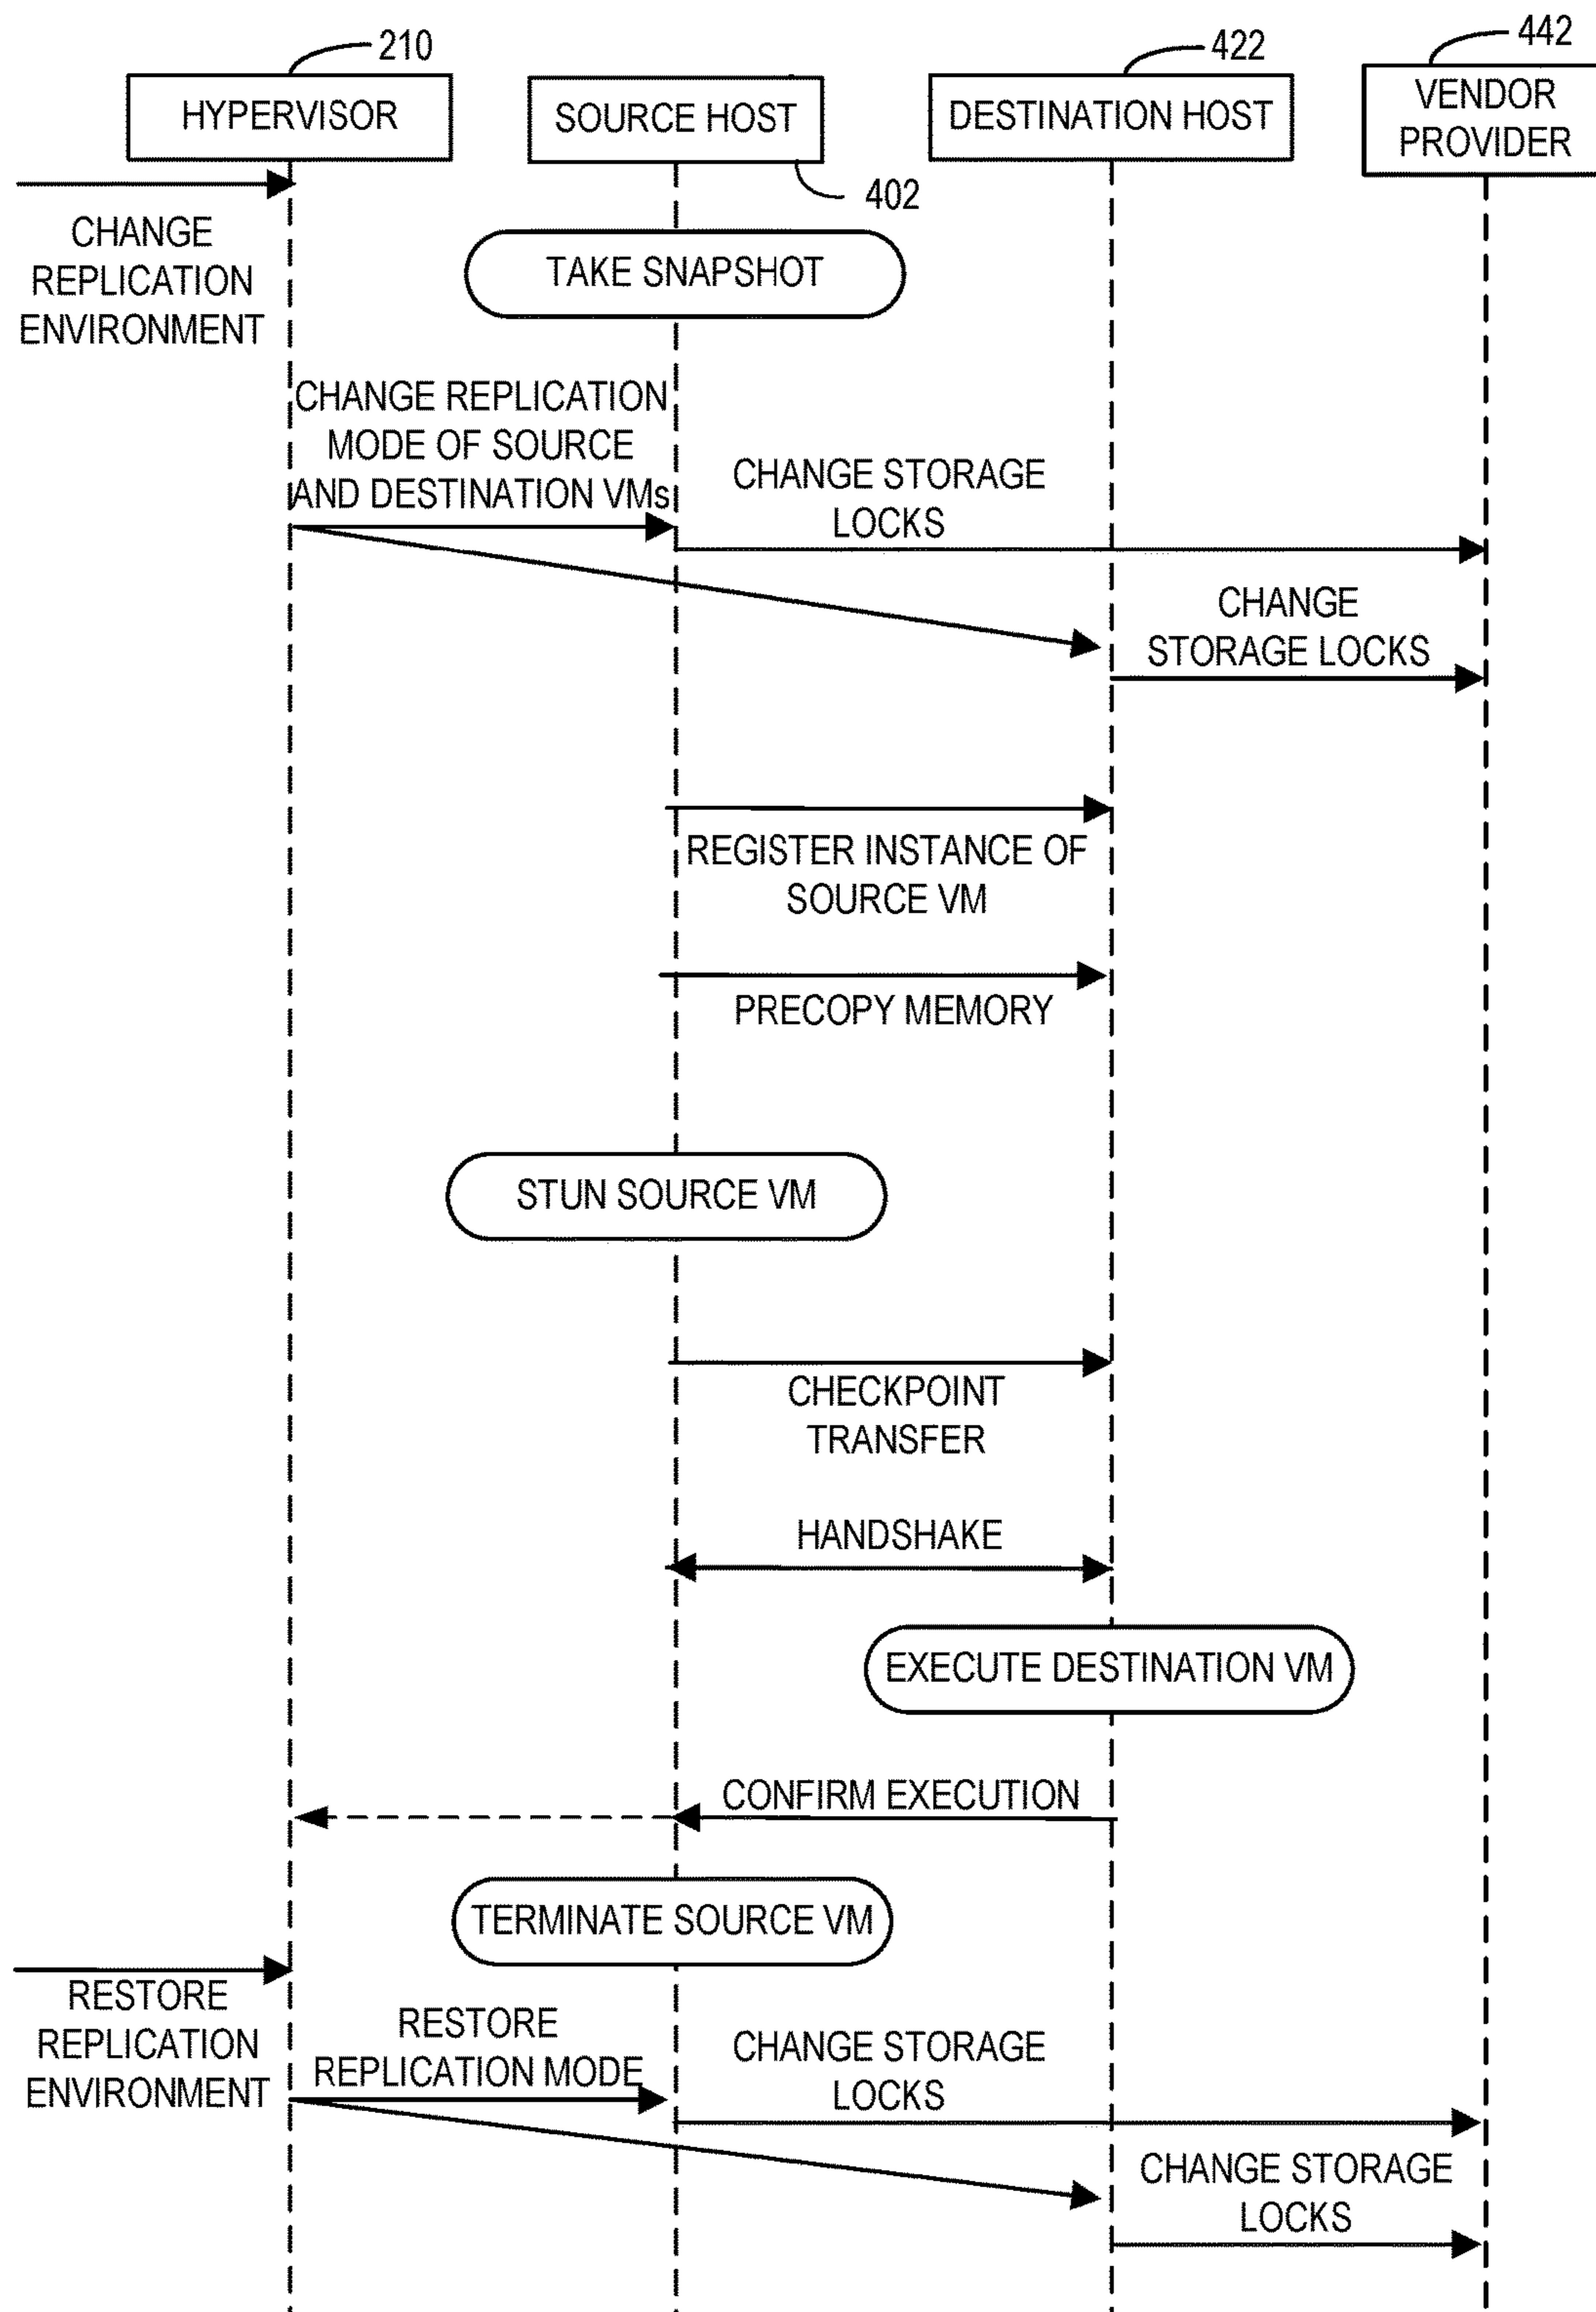 210
422
442
HYPERVISOR
SOURCE HOST
DESTINATION HOST
VENDOR
PROVIDER
402
CHANGE
REPLICATION
ENVIRONMENT
TAKE SNAPSHOT
CHANGE REPLICATION
MODE OF SOURCE
AND DESTINATION VMs
CHANGE STORAGE
LOCKS
CHANGE
STORAGE LOCKS
REGISTER INSTANCE OF
SOURCE VM
PRECOPY MEMORY
STUN SOURCE VM
CHECKPOINT
TRANSFER
HANDSHAKE
EXECUTE DESTINATION VM
CONFIRM EXECUTION
TERMINATE SOURCE VM
RESTORE
REPLICATION
ENVIRONMENT
RESTORE
REPLICATION MODE
CHANGE STORAGE
LOCKS
CHANGE STORAGE
LOCKS